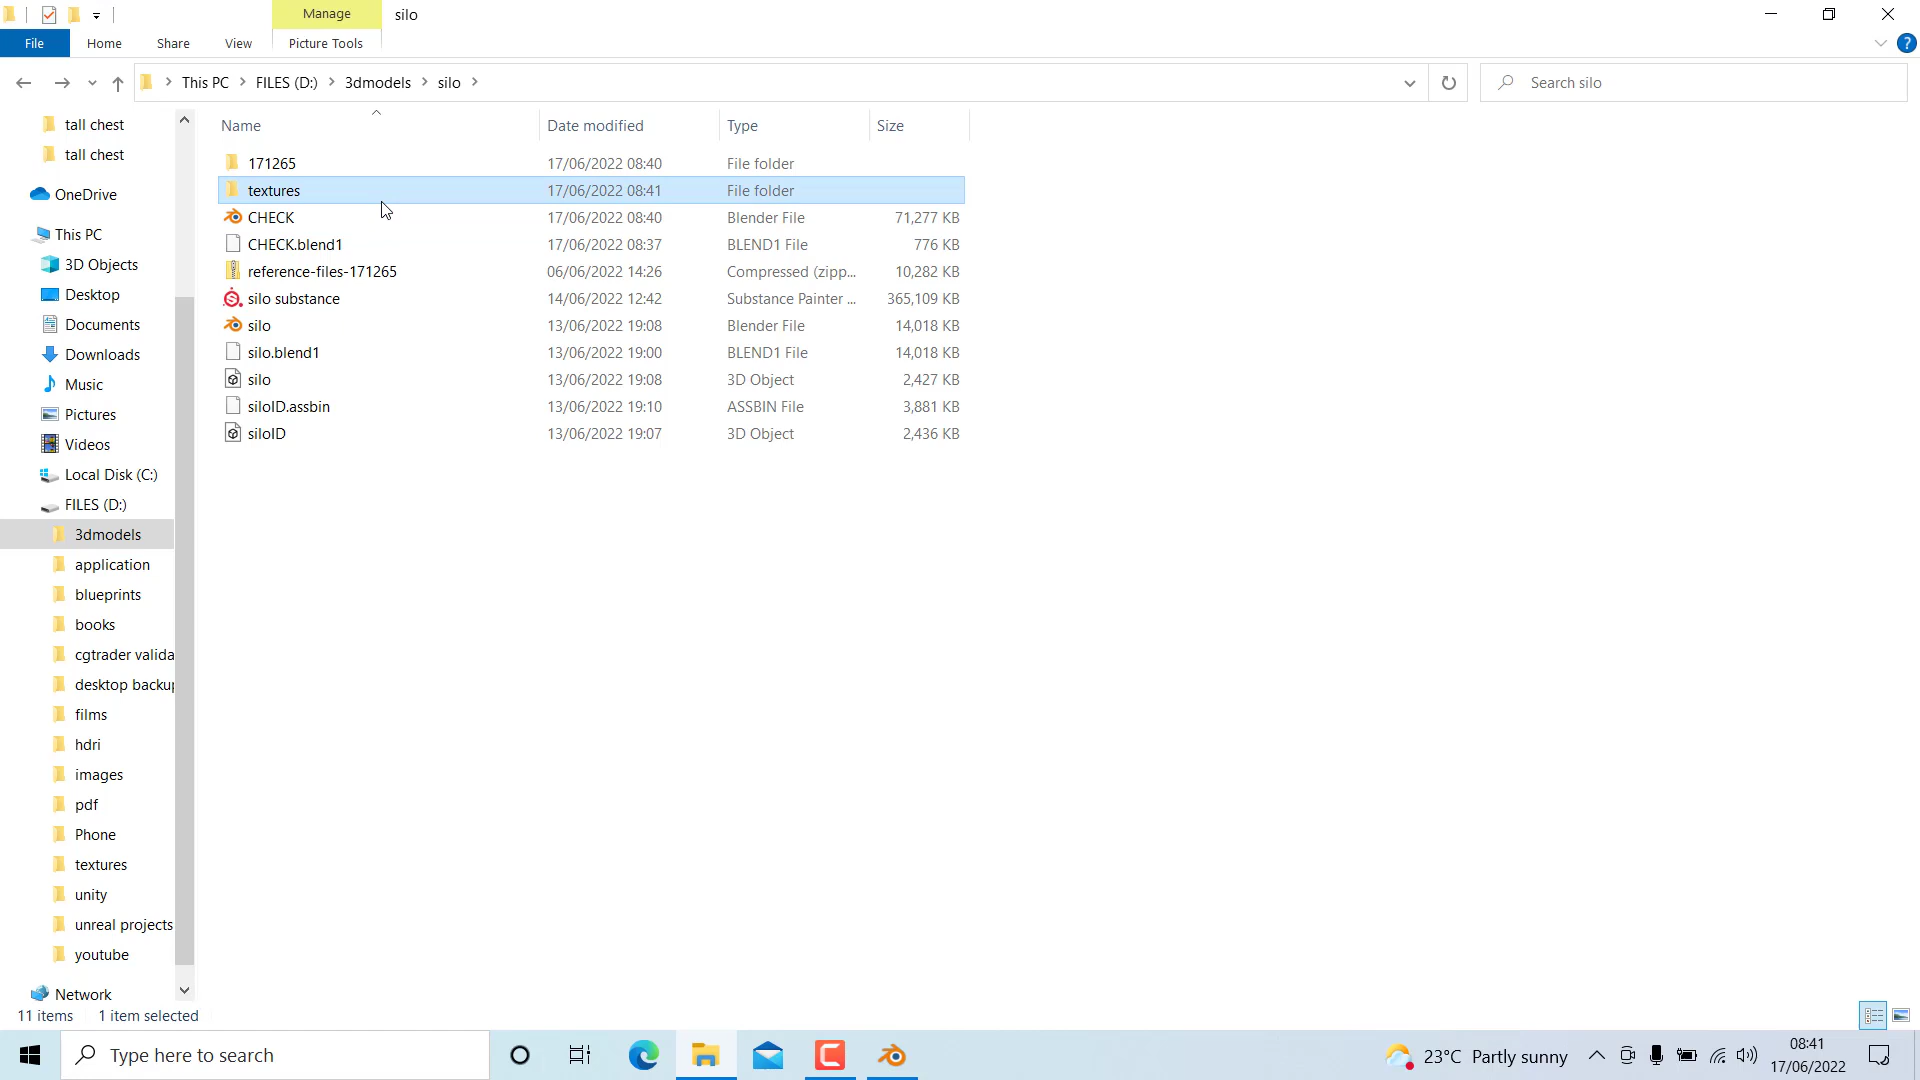 Manage
silo
File
Home
Share
View
Picture Tools
This PC
FILES (D:)
3dmodels
silo
Search silo
Name
Date modified
Type
Size
171265 17/06/2022 08:40 File folder
textures 17/06/2022 08:41 File folder
CHECK 17/06/2022 08:40 Blender File 71,277 KB
CHECK.blend1 17/06/2022 08:37 BLEND1 File 776 KB
reference-files-171265 06/06/2022 14:26 Compressed (zipp... 10,282 KB
silo substance 14/06/2022 12:42 Substance Painter ... 365,109 KB
silo 13/06/2022 19:08 Blender File 14,018 KB
silo.blend1 13/06/2022 19:00 BLEND1 File 14,018 KB
silo 13/06/2022 19:08 3D Object 2,427 KB
siloID.assbin 13/06/2022 19:10 ASSBIN File 3,881 KB
siloID 13/06/2022 19:07 3D Object 2,436 KB
tall chest
tall chest
OneDrive
This PC
3D Objects
Desktop
Documents
Downloads
Music
Pictures
Videos
Local Disk (C:)
FILES (D:)
3dmodels
application
blueprints
books
cgtrader valida
desktop backup
films
hdri
images
pdf
Phone
textures
unity
unreal projects
youtube
Network
11 items
1 item selected
Type here to search
23°C Partly sunny
08:41
17/06/2022